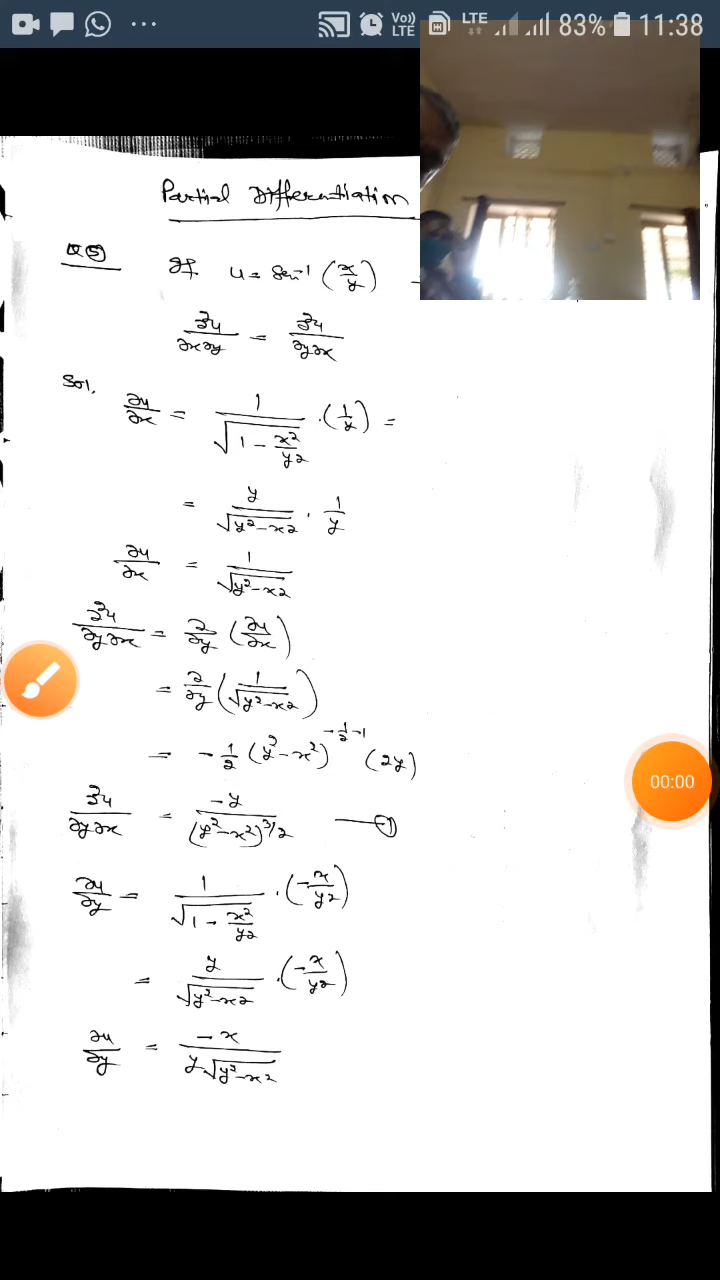 Vo)) LTE LTE 83% 11:38
Partial Differentiation
Q5 If u = Sin⁻¹ (x/y)
∂²u/∂x∂y = ∂²u/∂y∂x
Sol. ∂u/∂x = 1/√(1 - x²/y²) · (1/y) =
= y/√(y²-x²) · 1/y
∂u/∂x = 1/√(y²-x²)
∂²u/∂y∂x = ∂/∂y (∂u/∂x)
= ∂/∂y (1/√(y²-x²))
= -1/2 (y²-x²)^(-1/2-1) (2y)
00:00
∂²u/∂y∂x = -y/(y²-x²)^3/2 —①
∂u/∂y = 1/√(1 - x²/y²) · (-x/y²)
= y/√(y²-x²) · (-x/y²)
∂u/∂y = -x/(y√(y²-x²))